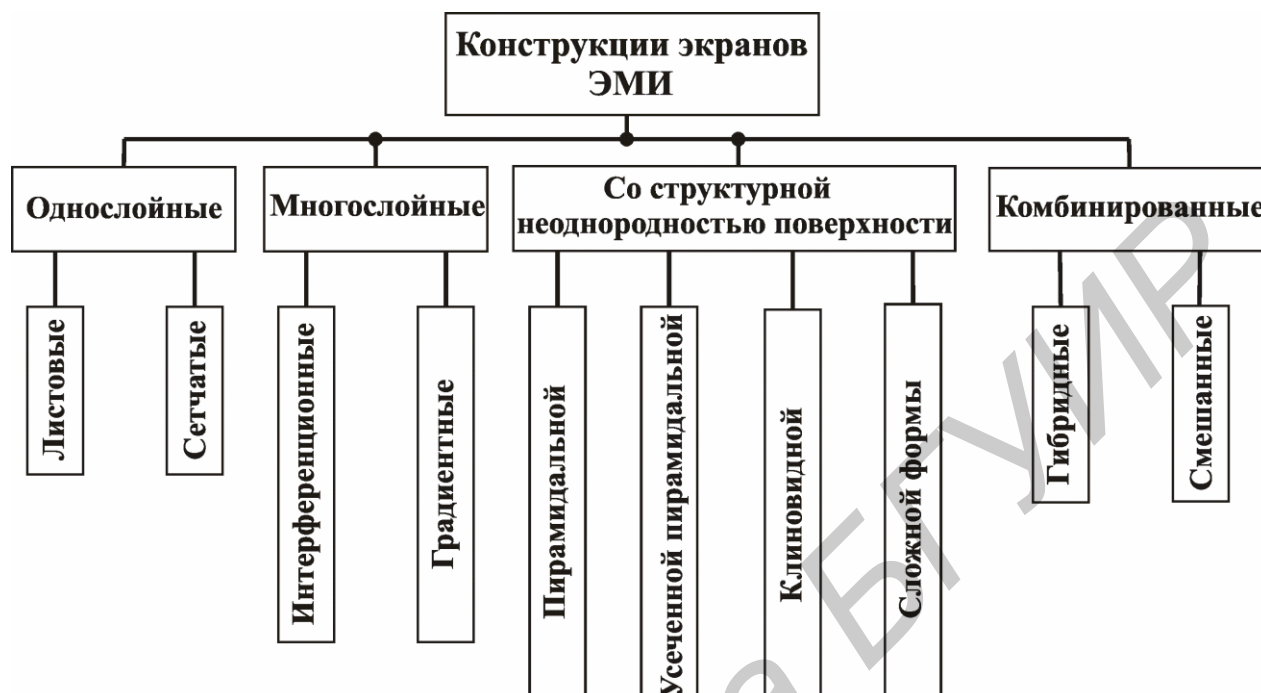 Конструкции экранов
ЭМИ
Однослойные
Многослойные
Со структурной
неоднородностью поверхности
Комбинированные
Листовые
Сетчатые
Интерференционные
Градиентные
Пирамидальной
Усеченной пирамидальной
Клиновидной
Сложной формы
Гибридные
Смешанные
а БГУИР